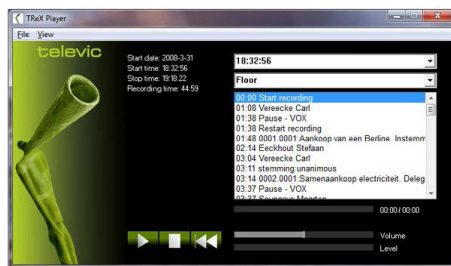 TReX Player
File View
televic
Start date: 2008-3-31
Start time: 18:32:56
Stop time: 19:18:22
Recording time: 44:59
18:32:56
Floor
00:00 Start recording
01:08 Vereecke Carl
01:38 Pause - VOX
01:38 Restart recording
01:48 0001.0001:Aankoop van een Berline. Instemm
02:14 Eeckhout Stefaan
03:04 Vereecke Carl
03:11 stemming:unanimous
03:14 0002.0001:Samenaankoop electriciteit. Deleg
03:37 Pause - VOX
00:00/00:00
Volume
Level